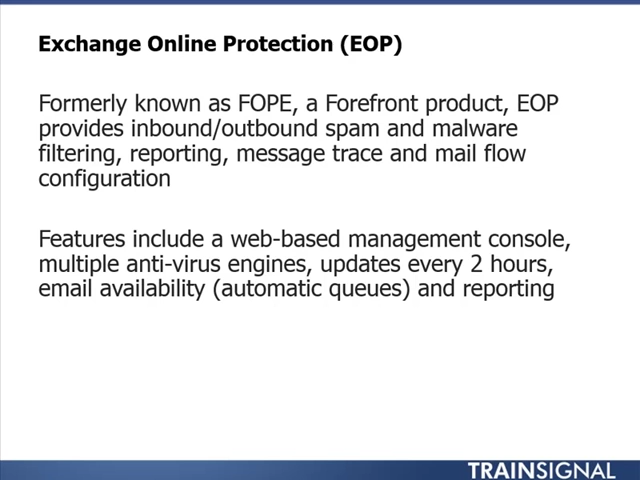 Exchange Online Protection (EOP)
Formerly known as FOPE, a Forefront product, EOP
provides inbound/outbound spam and malware
filtering, reporting, message trace and mail flow
configuration
Features include a web-based management console,
multiple anti-virus engines, updates every 2 hours,
email availability (automatic queues) and reporting
TRAINSIGNAL